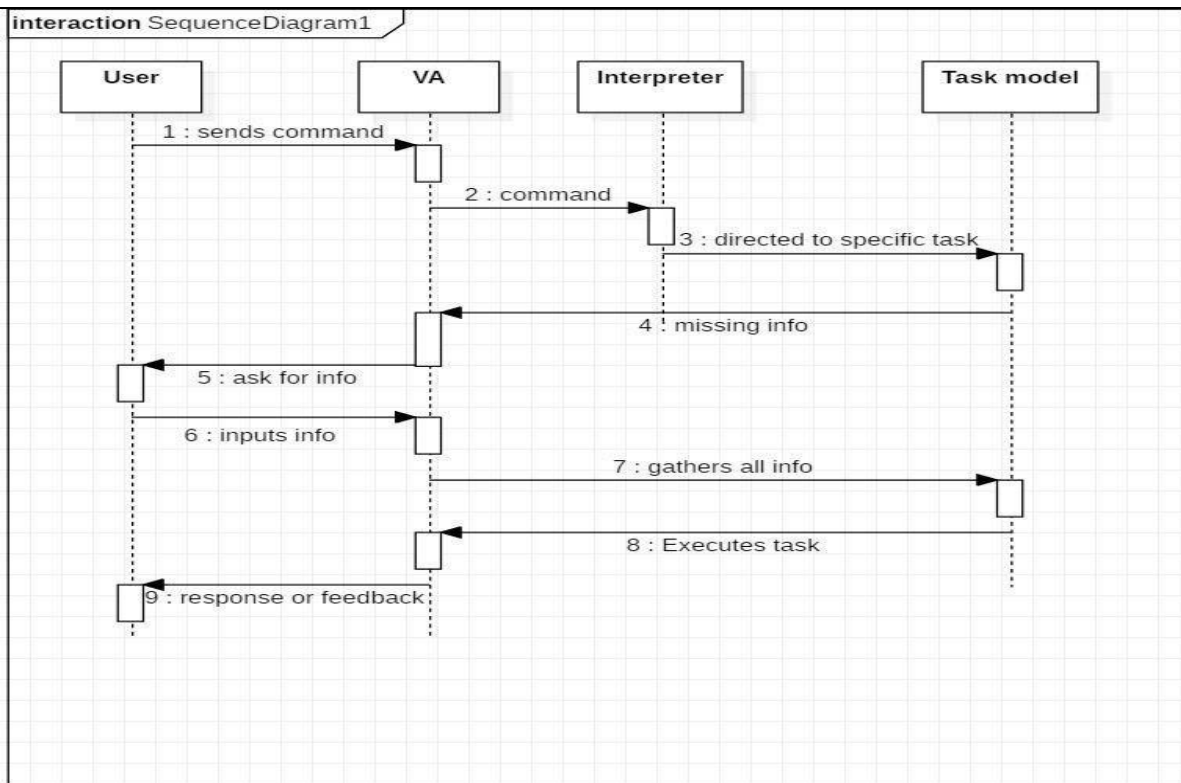 interaction SequenceDiagram1
User
VA
Interpreter
Task model
1 : sends command
2 : command
3 : directed to specific task
4 : missing info
5 : ask for info
6 : inputs info
7 : gathers all info
8 : Executes task
9 : response or feedback